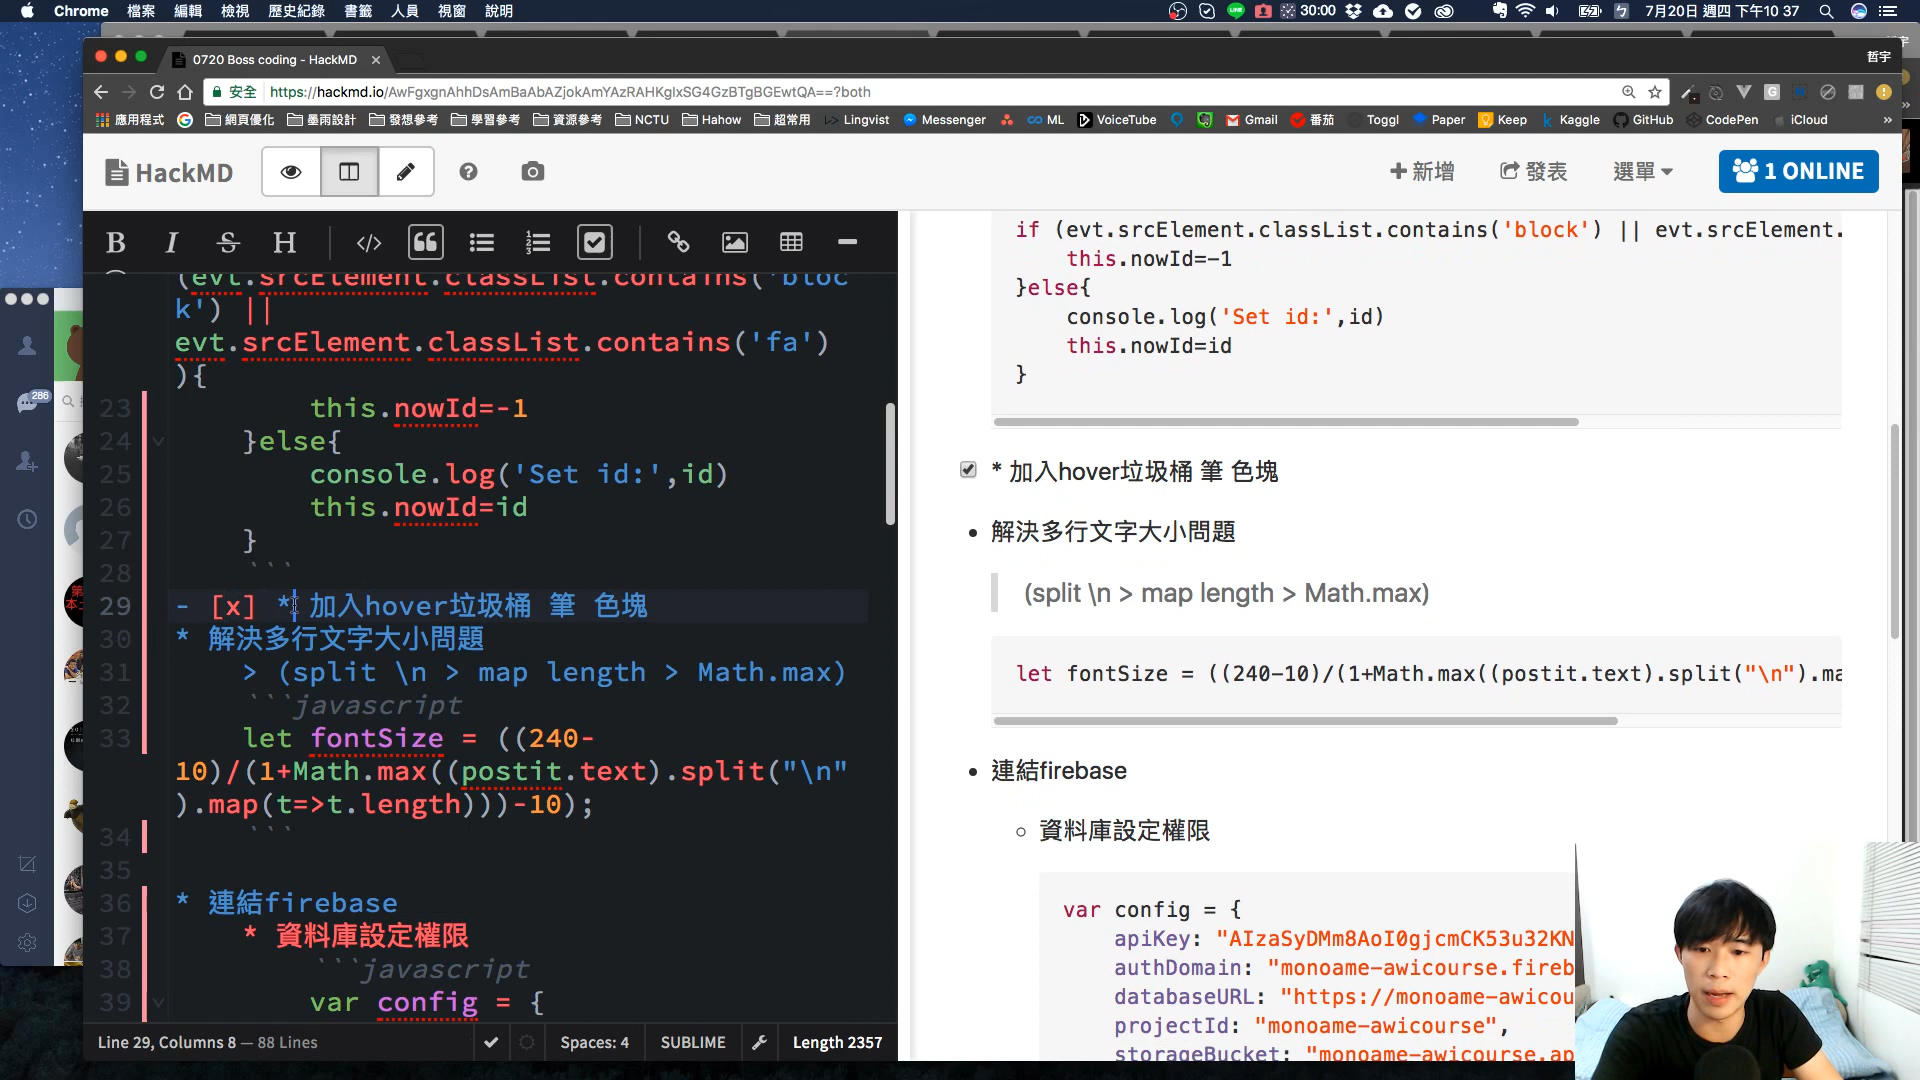 Chrome 檔案 編輯 檢視 歷史紀錄 書籤 人員 視窗 說明 30:00 7月20日 週四 下午10 37
0720 Boss coding - HackMD 哲宇
安全 https://hackmd.io/AwFgxgnAhhDsAmBaAbAZjokAmYAzRAHKgIxSG4GzBTgBGEwtQA==?both
應用程式 網頁優化 墨雨設計 發想參考 學習參考 資源參考 NCTU Hahow 超常用 Lingvist Messenger ML VoiceTube Gmail 番茄 Toggl Paper Keep Kaggle GitHub CodePen iCloud »
HackMD 新增 發表 選單 1 ONLINE
B I S H
286
(evt.srcElement.classList.contains('bloc
k') ||
evt.srcElement.classList.contains('fa')
){
23 this.nowId=-1
24 }else{
25 console.log('Set id:',id)
26 this.nowId=id
27 }
28 ```
29 - [x] * 加入hover垃圾桶 筆 色塊
30 * 解決多行文字大小問題
31 > (split \n > map length > Math.max)
32 ```javascript
33 let fontSize = ((240-
10)/(1+Math.max((postit.text).split("\n"
).map(t=>t.length)))-10);
34 ```
35
36 * 連結firebase
37 * 資料庫設定權限
38 ```javascript
39 var config = {
Line 29, Columns 8 — 88 Lines Spaces: 4 SUBLIME Length 2357
if (evt.srcElement.classList.contains('block') || evt.srcElement.
this.nowId=-1
}else{
console.log('Set id:',id)
this.nowId=id
}
* 加入hover垃圾桶 筆 色塊
解決多行文字大小問題
(split \n > map length > Math.max)
let fontSize = ((240-10)/(1+Math.max((postit.text).split("\n").ma
連結firebase
資料庫設定權限
var config = {
apiKey: "AIzaSyDMm8AoI0gjcmCK53u32KN
authDomain: "monoame-awicourse.fireb
databaseURL: "https://monoame-awicou
projectId: "monoame-awicourse",
storageBucket: "monoame-awicourse.ap